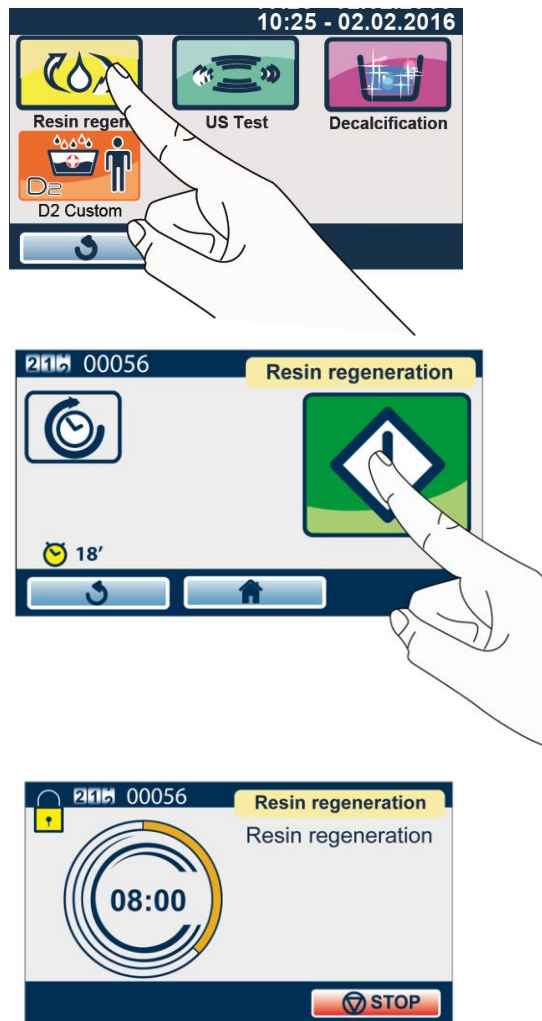 10:25 - 02.02.2016
Resin regen
US Test
Decalcification
D2
D2 Custom
00056
Resin regeneration
18′
00056
Resin regeneration
Resin regeneration
08:00
STOP